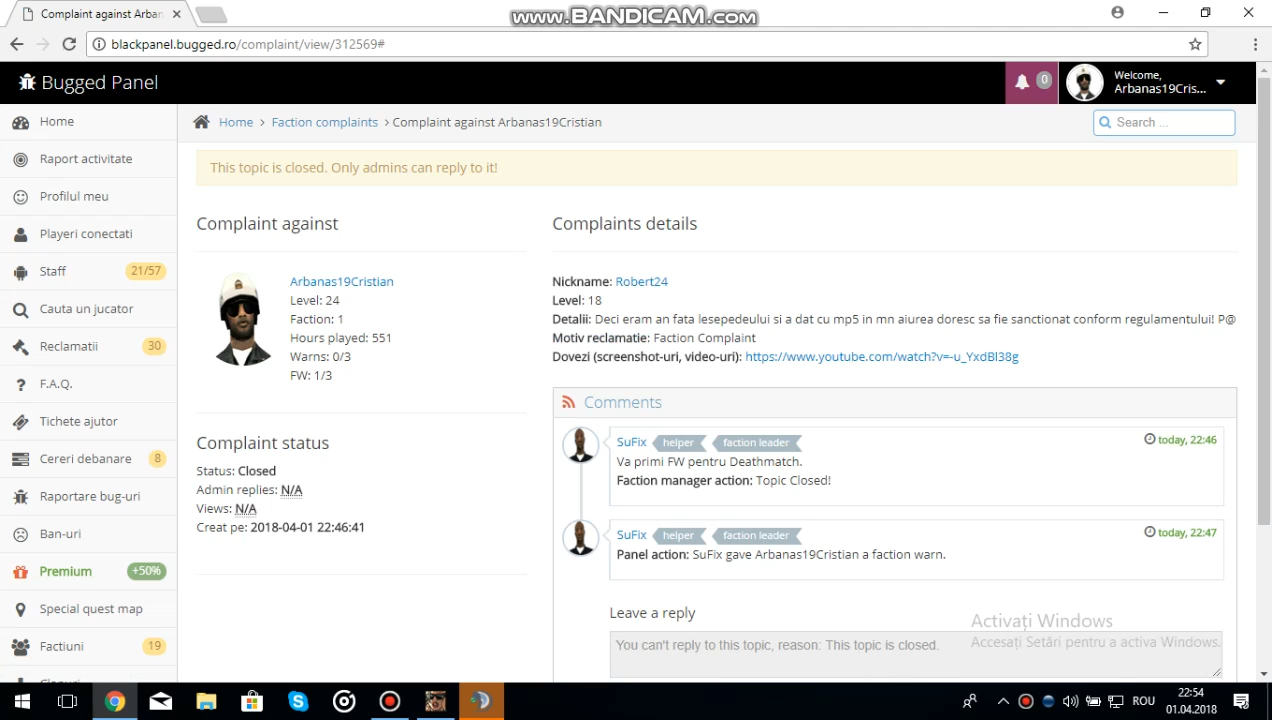 Complaint against Arban
www.BANDICAM.com
blackpanel.bugged.ro/complaint/view/312569#
Bugged Panel
0
Welcome,
Arbanas19Cris...
Home
Raport activitate
Profilul meu
Playeri conectati
Staff 21/57
Cauta un jucator
Reclamatii 30
F.A.Q.
Tichete ajutor
Cereri debanare 8
Raportare bug-uri
Ban-uri
Premium +50%
Special quest map
Factiuni 19
Home > Faction complaints > Complaint against Arbanas19Cristian
Search ...
This topic is closed. Only admins can reply to it!
Complaint against
Arbanas19Cristian
Level: 24
Faction: 1
Hours played: 551
Warns: 0/3
FW: 1/3
Complaint status
Status: Closed
Admin replies: N/A
Views: N/A
Creat pe: 2018-04-01 22:46:41
Complaints details
Nickname: Robert24
Level: 18
Detalii: Deci eram an fata lesepedeului si a dat cu mp5 in mn aiurea doresc sa fie sanctionat conform regulamentului! P@
Motiv reclamatie: Faction Complaint
Dovezi (screenshot-uri, video-uri): https://www.youtube.com/watch?v=-u_YxdBl38g
Comments
SuFix helper faction leader today, 22:46
Va primi FW pentru Deathmatch.
Faction manager action: Topic Closed!
SuFix helper faction leader today, 22:47
Panel action: SuFix gave Arbanas19Cristian a faction warn.
Leave a reply
You can't reply to this topic, reason: This topic is closed.
Activați Windows
Accesați Setări pentru a activa Windows.
ROU
22:54
01.04.2018